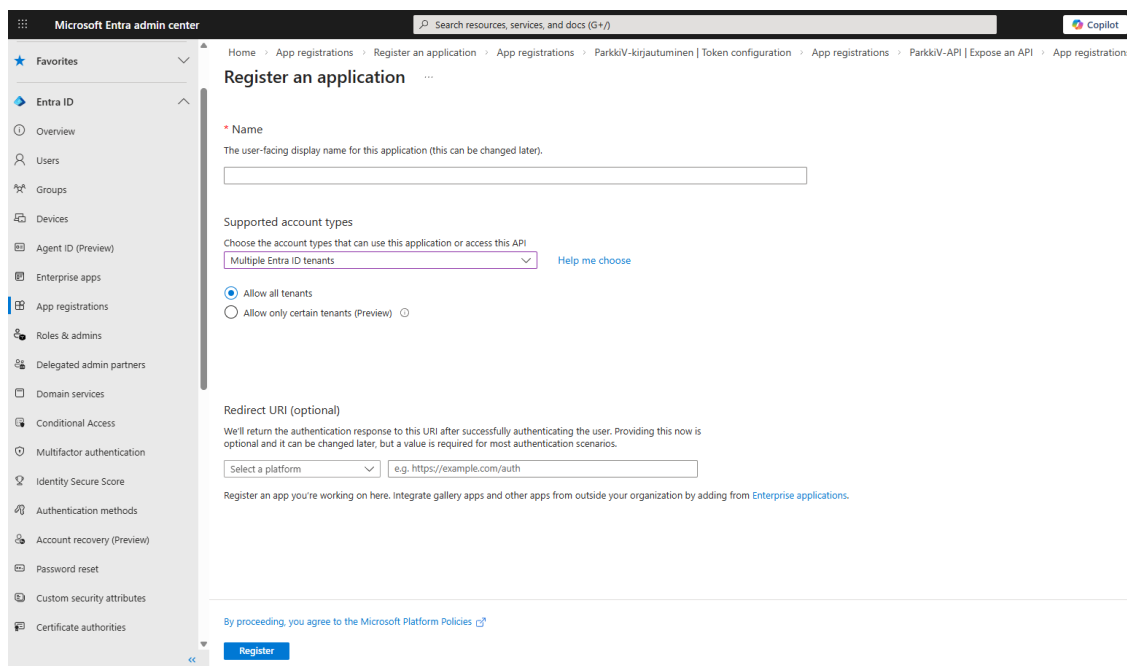 Microsoft Entra admin center
Search resources, services, and docs (G+/)
Copilot
Home > App registrations > Register an application > App registrations > ParkkiV-kirjautuminen | Token configuration > App registrations > ParkkiV-API | Expose an API > App registrations
Register an application ...
Favorites
Entra ID
Overview
Users
Groups
Devices
Agent ID (Preview)
Enterprise apps
App registrations
Roles & admins
Delegated admin partners
Domain services
Conditional Access
Multifactor authentication
Identity Secure Score
Authentication methods
Account recovery (Preview)
Password reset
Custom security attributes
Certificate authorities
«
* Name
The user-facing display name for this application (this can be changed later).
Supported account types
Choose the account types that can use this application or access this API
Multiple Entra ID tenants
Help me choose
Allow all tenants
Allow only certain tenants (Preview)
Redirect URI (optional)
We'll return the authentication response to this URI after successfully authenticating the user. Providing this now is
optional and it can be changed later, but a value is required for most authentication scenarios.
Select a platform
e.g. https://example.com/auth
Register an app you're working on here. Integrate gallery apps and other apps from outside your organization by adding from Enterprise applications.
By proceeding, you agree to the Microsoft Platform Policies
Register